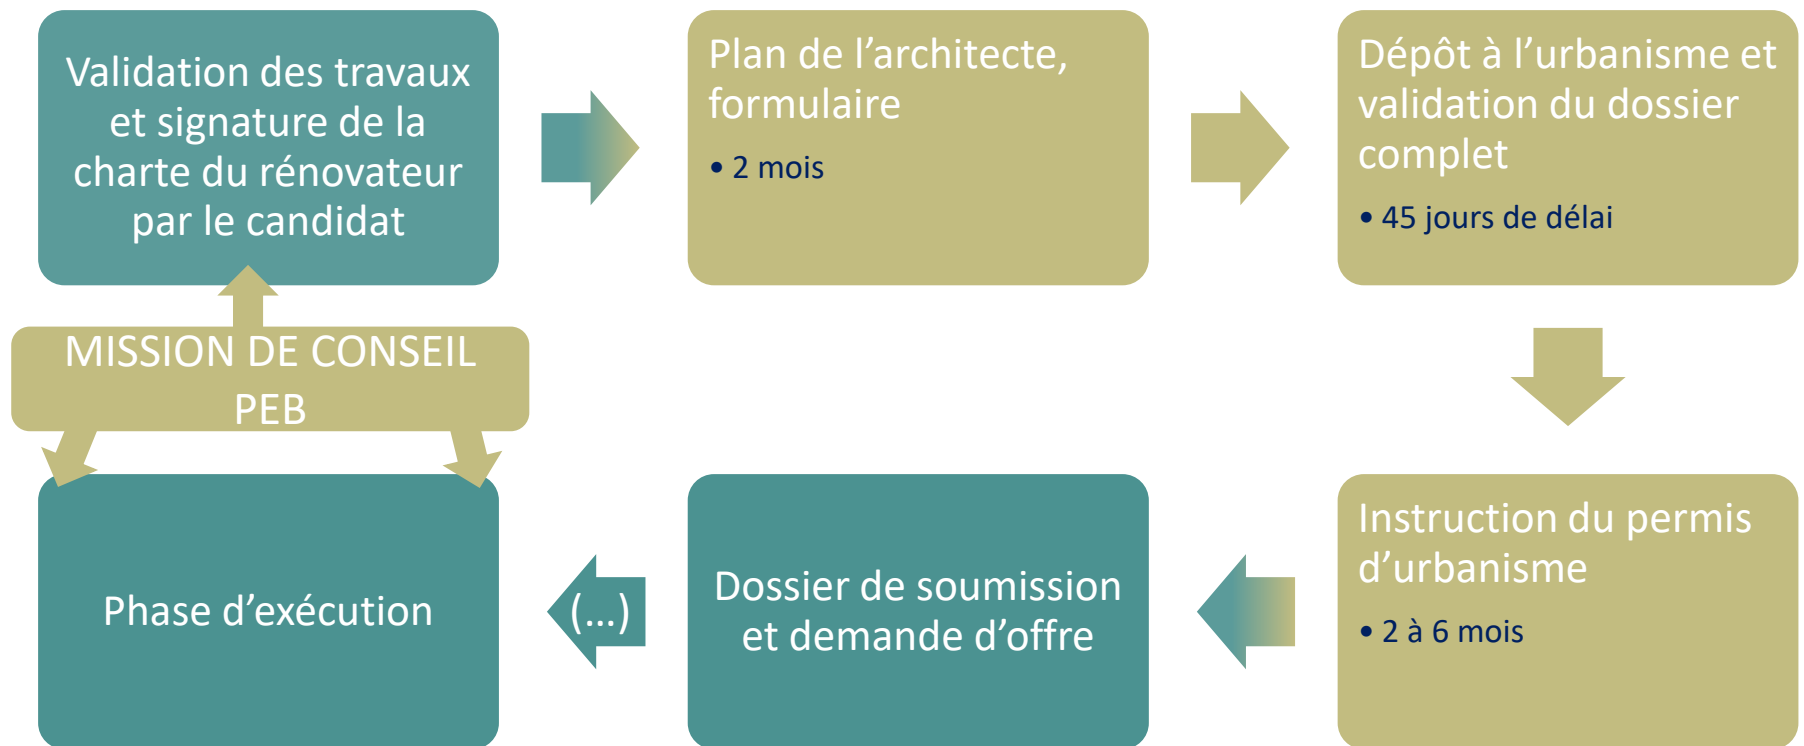 Validation des travaux
et signature de la
charte du rénovateur
par le candidat
Plan de l’architecte,
formulaire
• 2 mois
Dépôt à l’urbanisme et
validation du dossier
complet
• 45 jours de délai
MISSION DE CONSEIL
PEB
Instruction du permis
d’urbanisme
• 2 à 6 mois
Dossier de soumission
et demande d’offre
(…)
Phase d’exécution